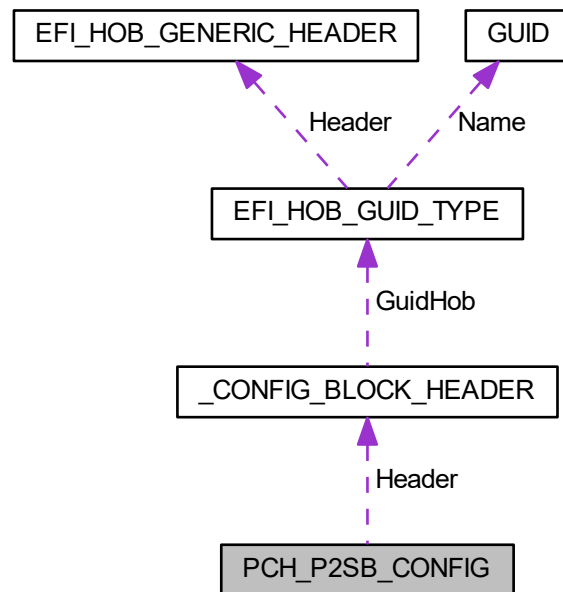 EFI_HOB_GENERIC_HEADER
GUID
Header
Name
EFI_HOB_GUID_TYPE
GuidHob
_CONFIG_BLOCK_HEADER
Header
PCH_P2SB_CONFIG